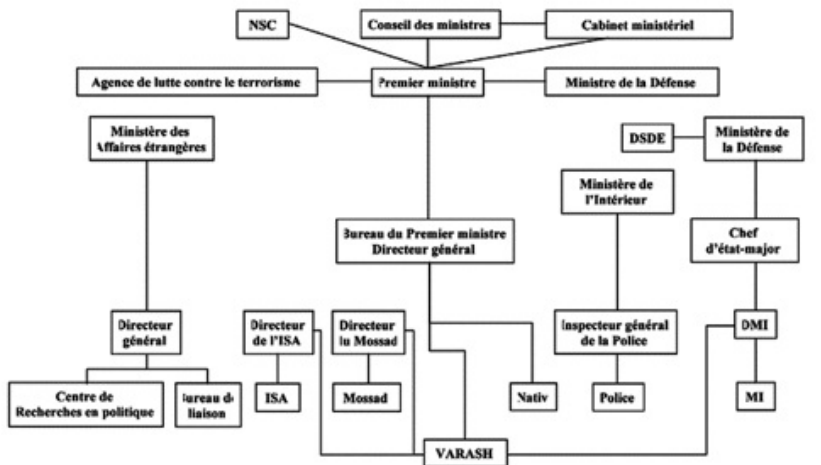 NSC
Conseil des ministres
Cabinet ministériel
Agence de lutte contre le terrorisme
Premier ministre
Ministre de la Défense
Ministère des
Affaires étrangères
DSDE
Ministère de
la Défense
Ministère de
l'Intérieur
Bureau du Premier ministre
Directeur général
Chef
d'état-major
Directeur
général
Directeur
de l'ISA
Directeur
du Mossad
Inspecteur général
de la Police
DMI
Centre de
Recherches en politique
Bureau de
liaison
ISA
Mossad
Nativ
Police
MI
VARASH